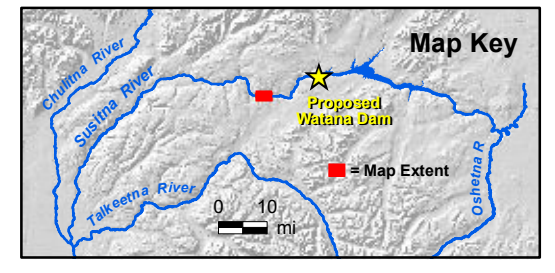 Map Key
Chulitna River
Susitna River
Proposed
Watana Dam
Talkeetna River
Oshetna R
= Map Extent
0 10
mi